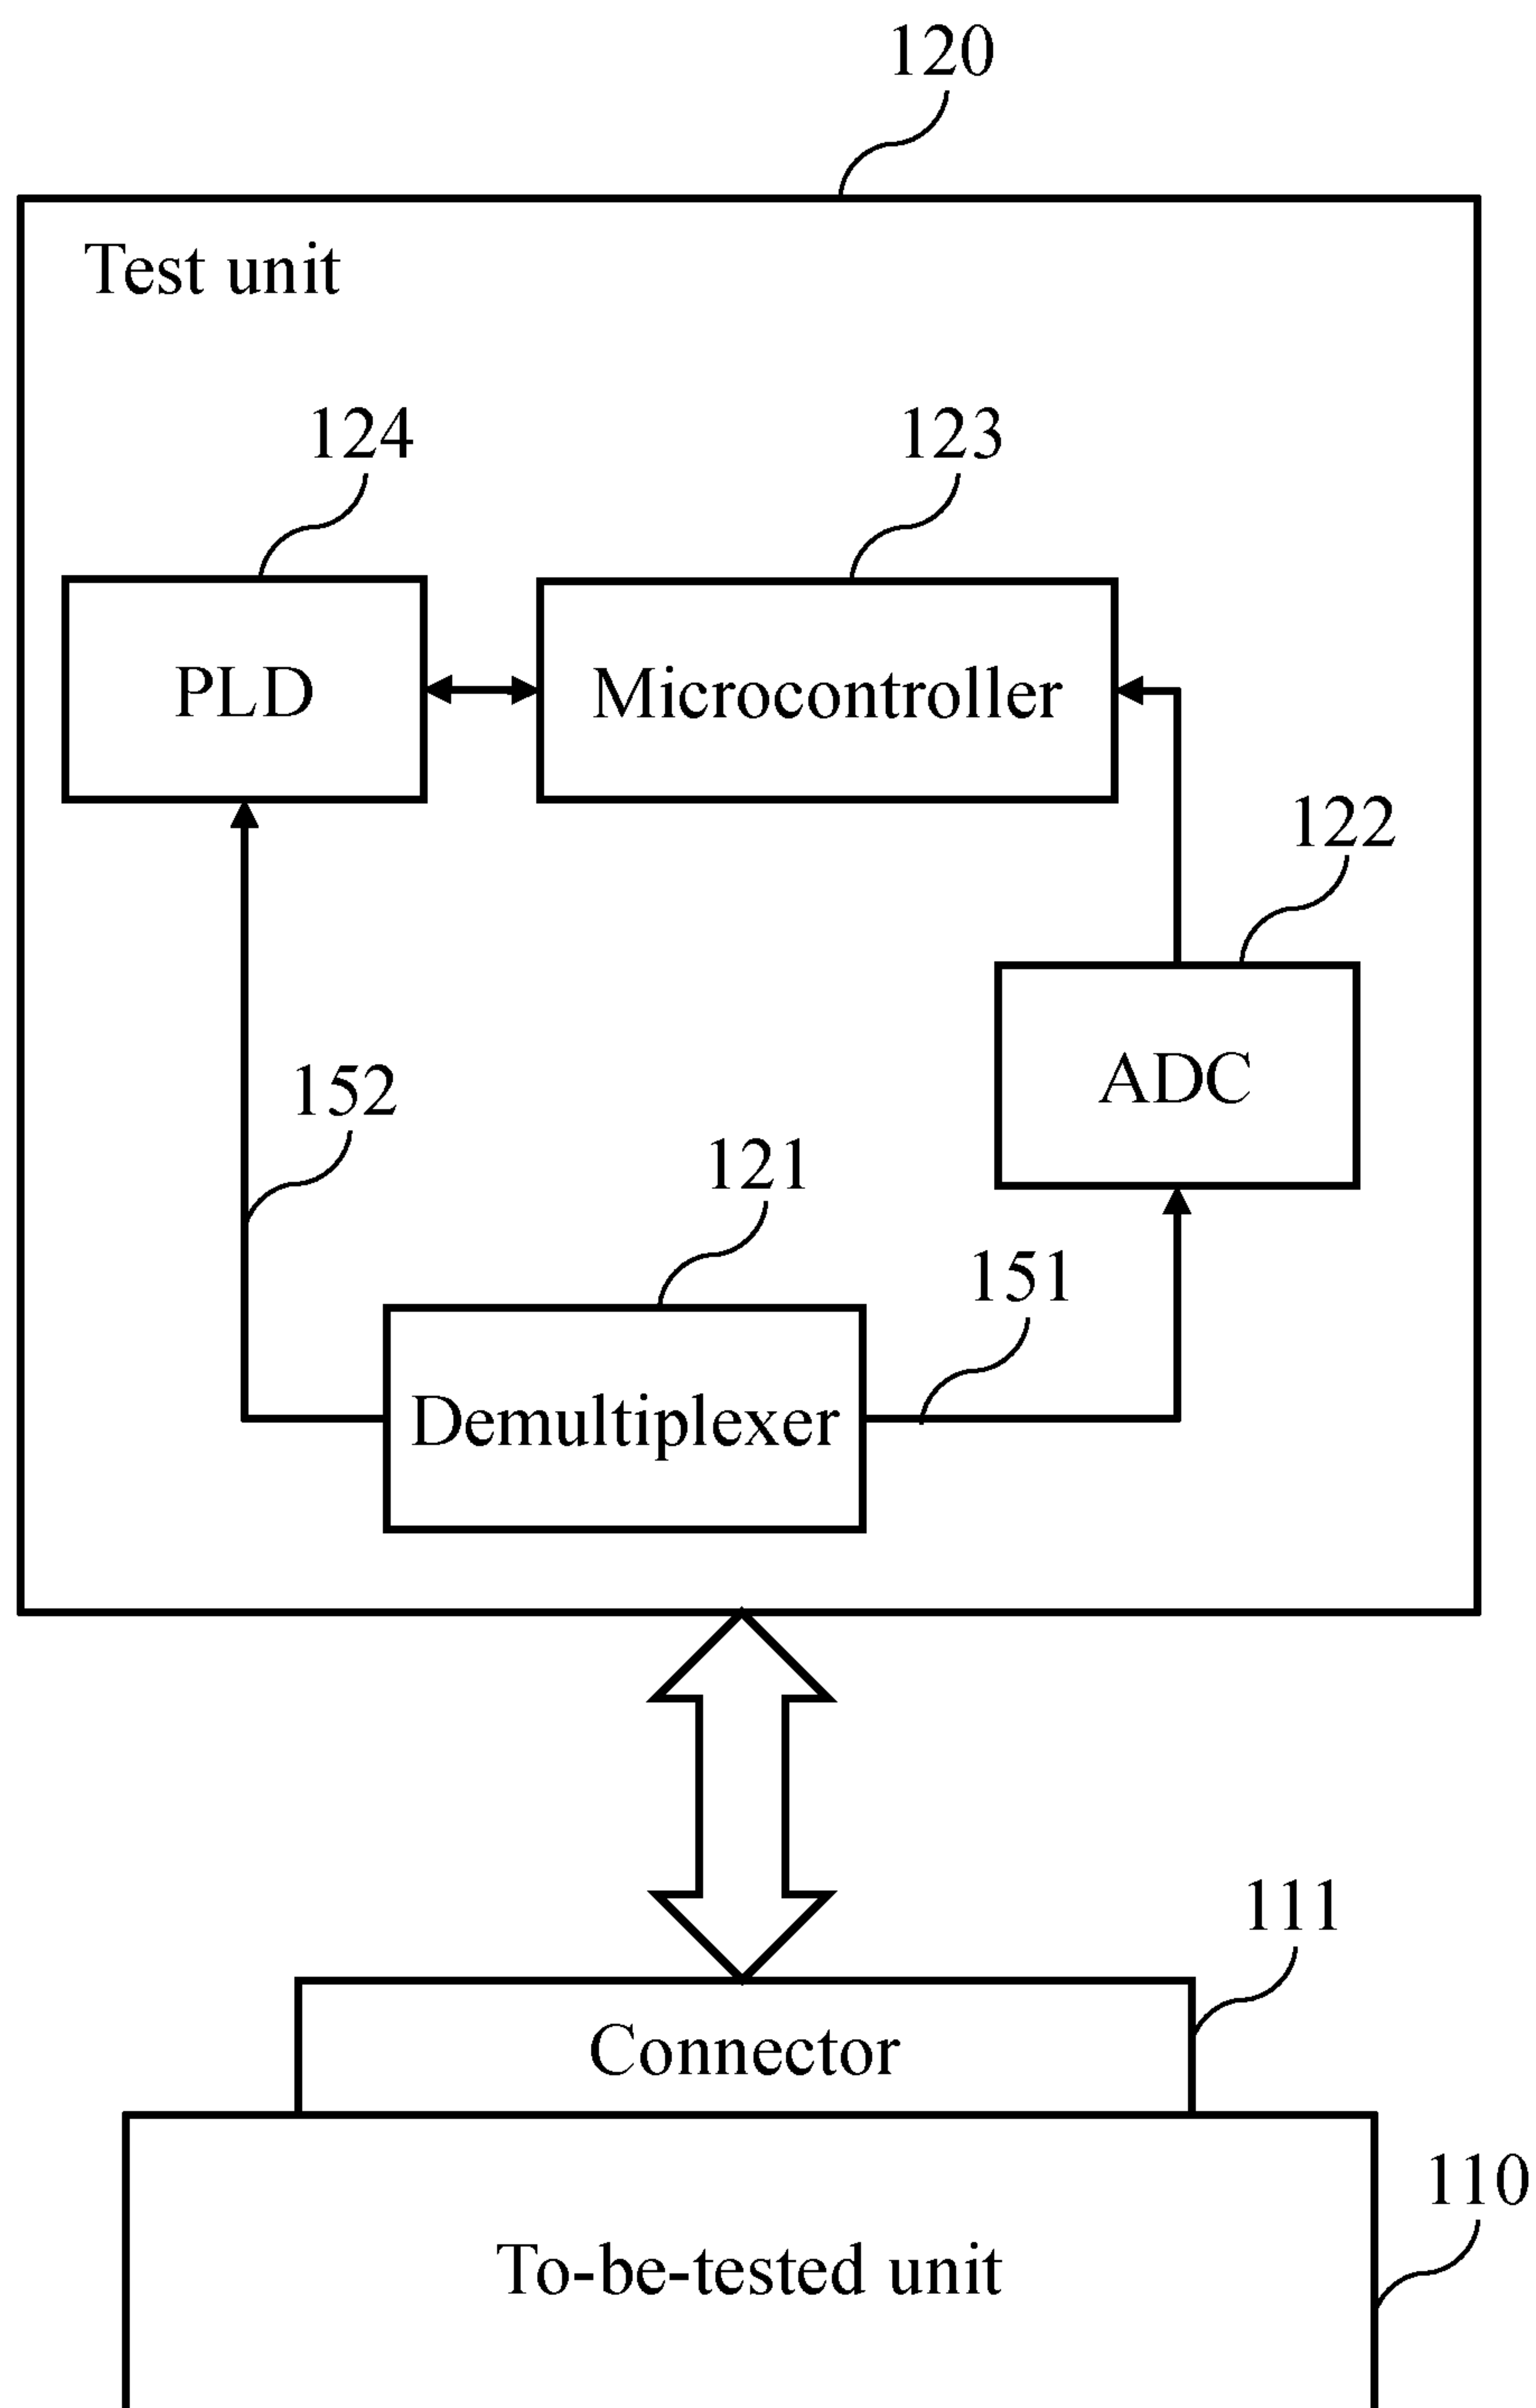 120
Test unit
124
123
PLD
Microcontroller
122
ADC
152
121
151
Demultiplexer
111
Connector
110
To-be-tested unit